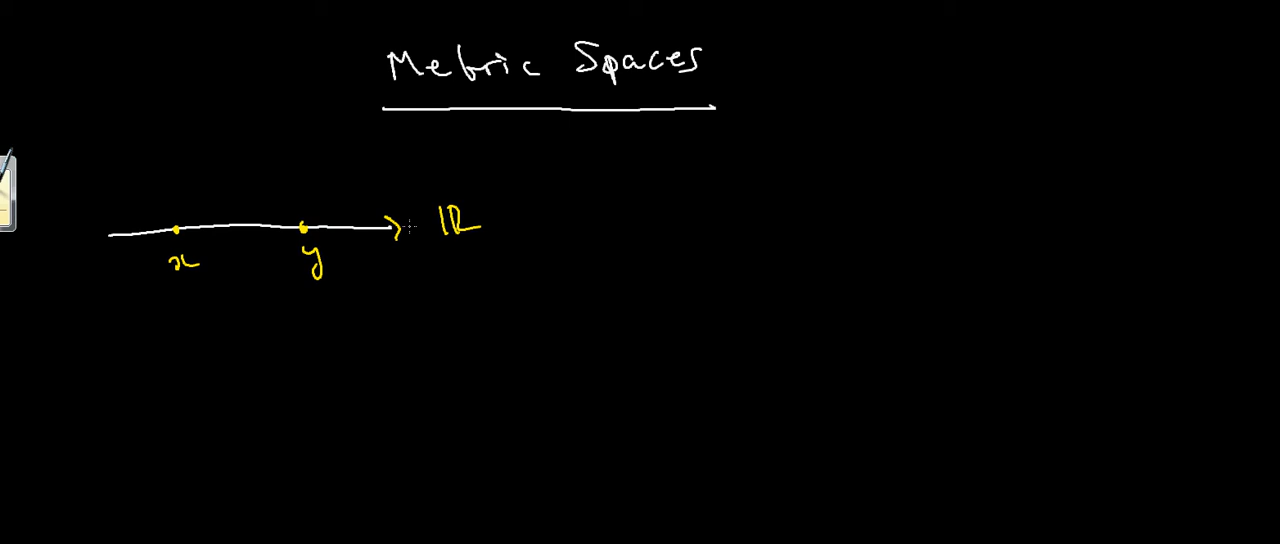 Metric Spaces
ℝ
x y